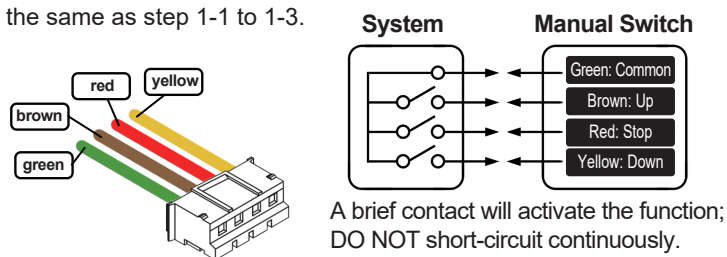 the same as step 1-1 to 1-3.
System
Manual Switch
red
yellow
brown
green
Green: Common
Brown: Up
Red: Stop
Yellow: Down
A brief contact will activate the function;
DO NOT short-circuit continuously.